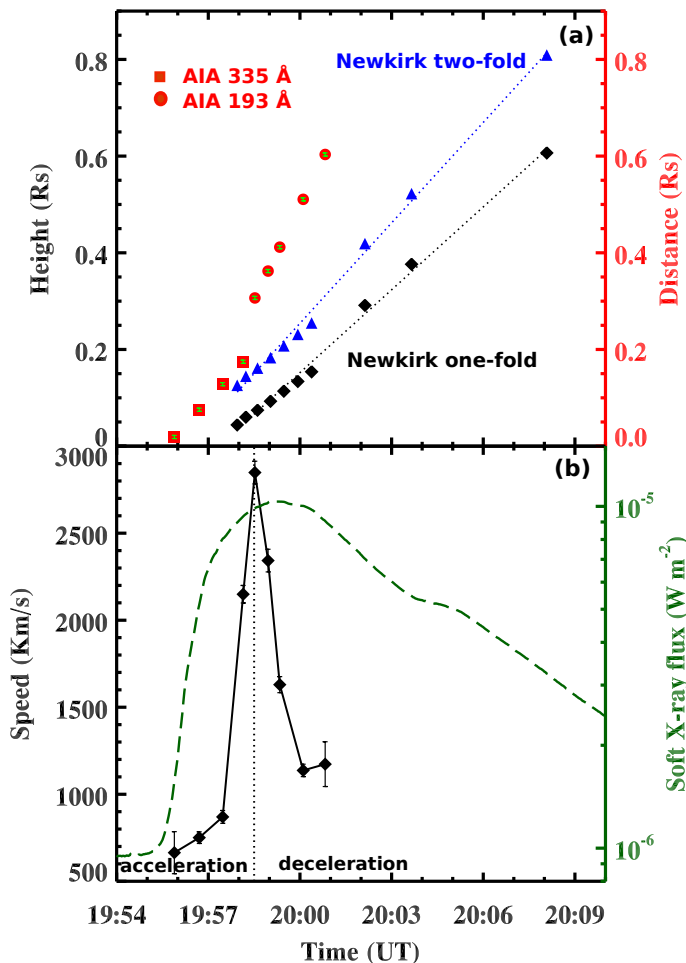 (a)
Newkirk two-fold
AIA 335 Å
AIA 193 Å
Newkirk one-fold
Height (Rs)
0.8
0.6
0.4
0.2
0
Distance (Rs)
0.8
0.6
0.4
0.2
0.0
(b)
Speed (Km/s)
3000
2500
2000
1500
1000
500
Soft X-ray flux (W m⁻²)
10⁻⁵
10⁻⁶
acceleration
deceleration
19:54 19:57 20:00 20:03 20:06 20:09
Time (UT)